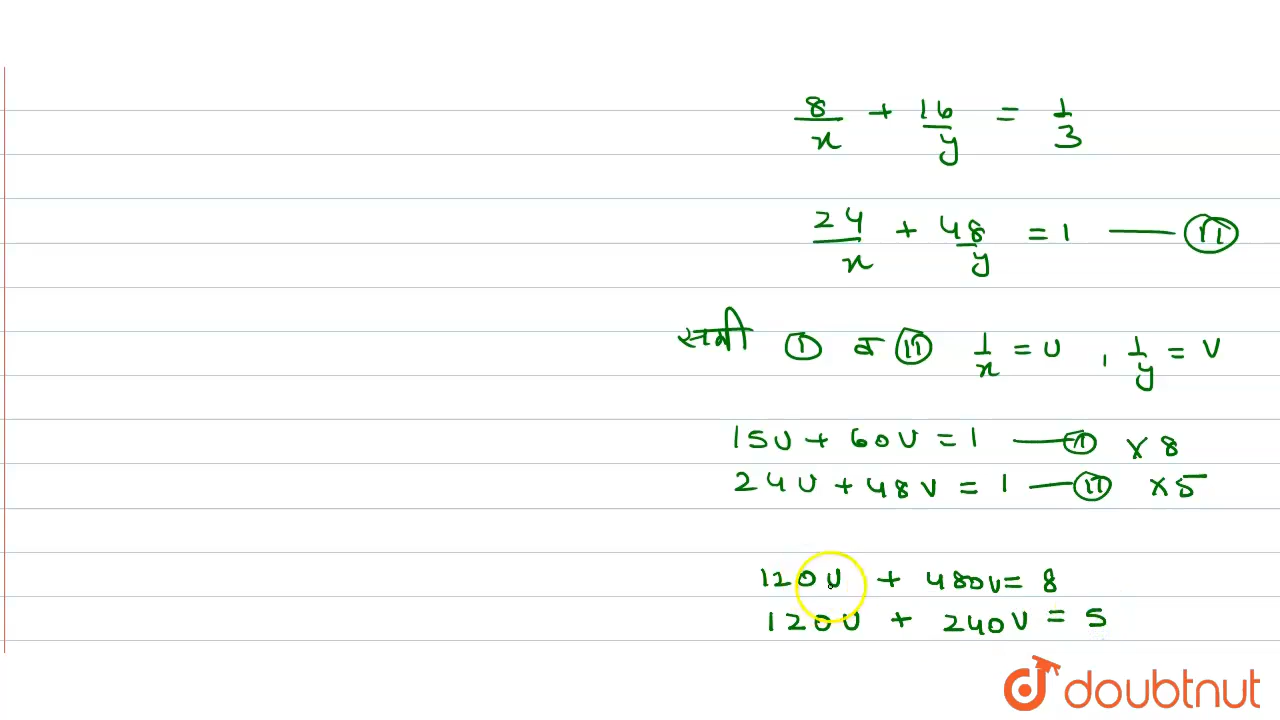 8/x + 16/y = 1/3
24/x + 48/y = 1 — (II)
समी (I) व (II) 1/x = U , 1/y = V
15U + 60V = 1 — (I) × 8
24U + 48V = 1 — (II) × 5
120U + 480V = 8
120U + 240V = 5
doubtnut